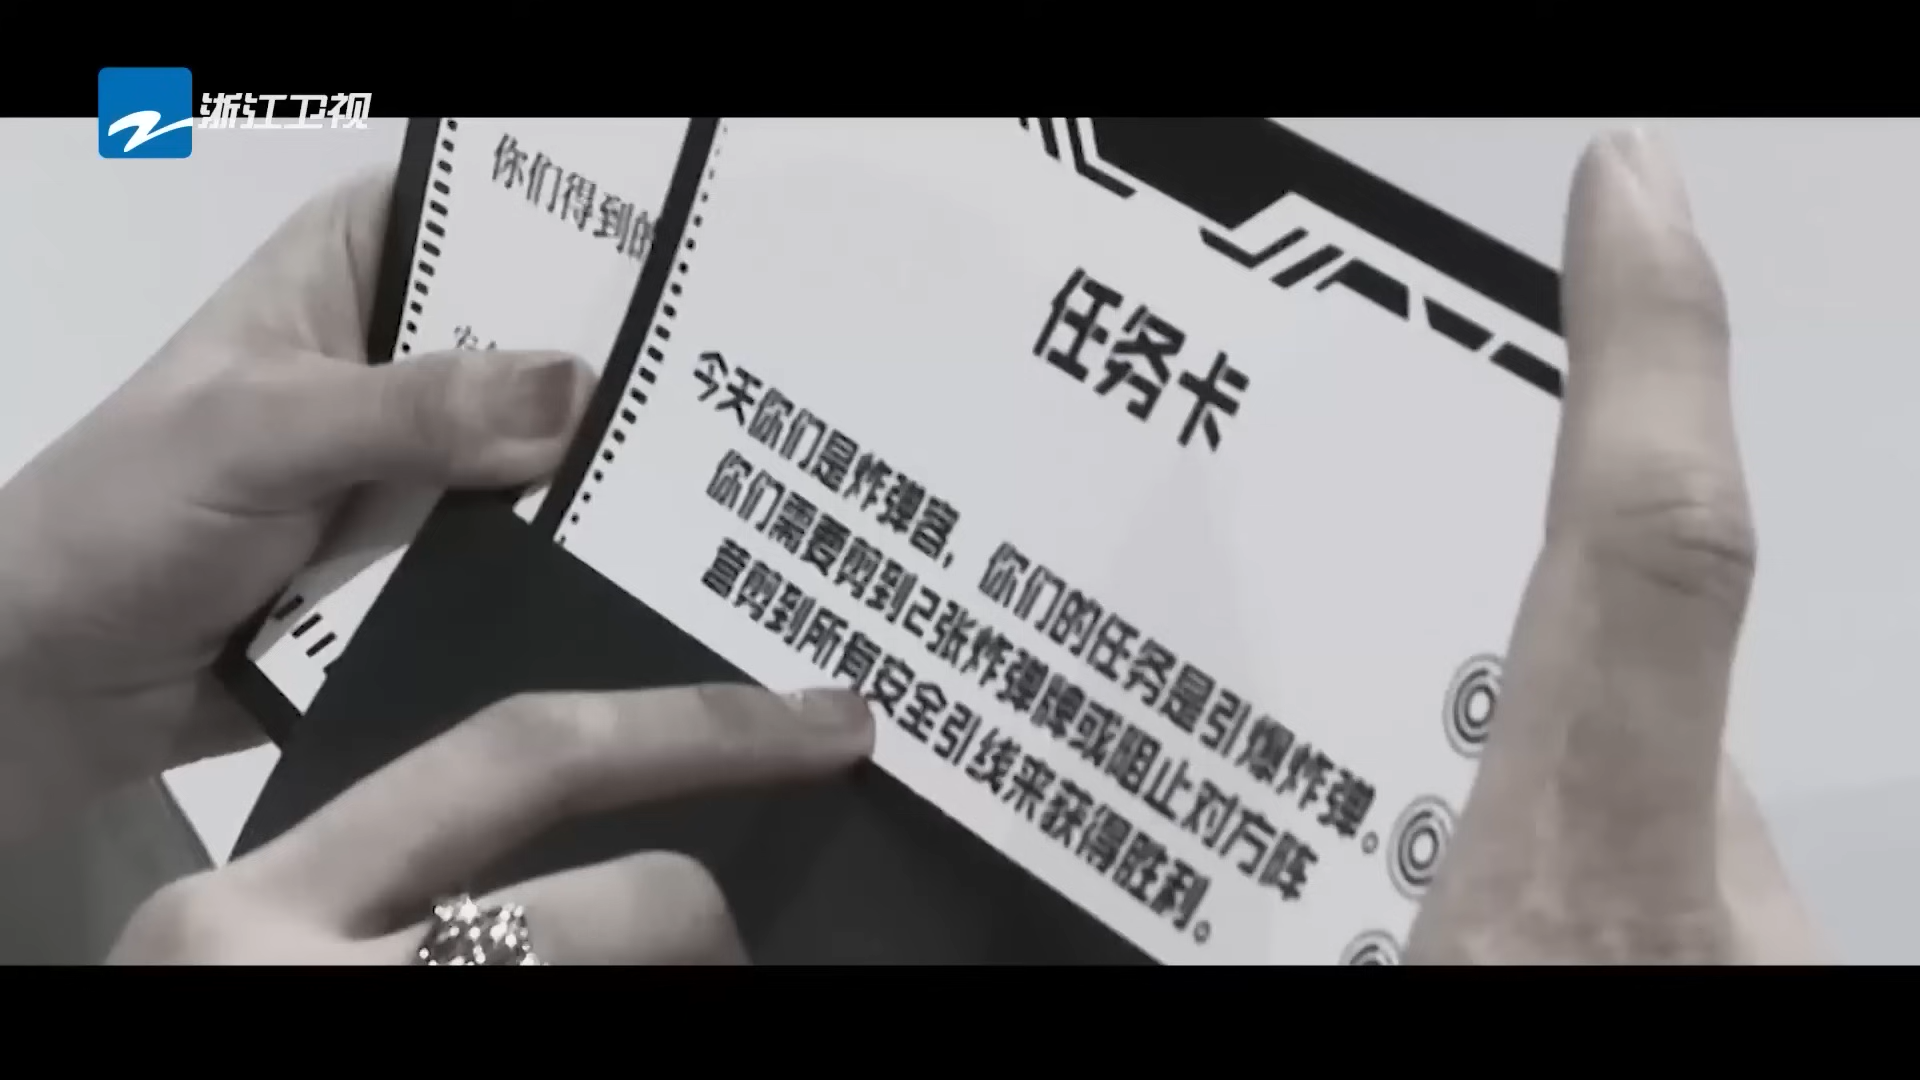 浙江卫视
你们得到的
任务卡
今天你们是炸弹客，你们的任务是引爆炸弹。
你们需要剪到2张炸弹牌或阻止对方阵
营剪到所有安全引线来获得胜利。